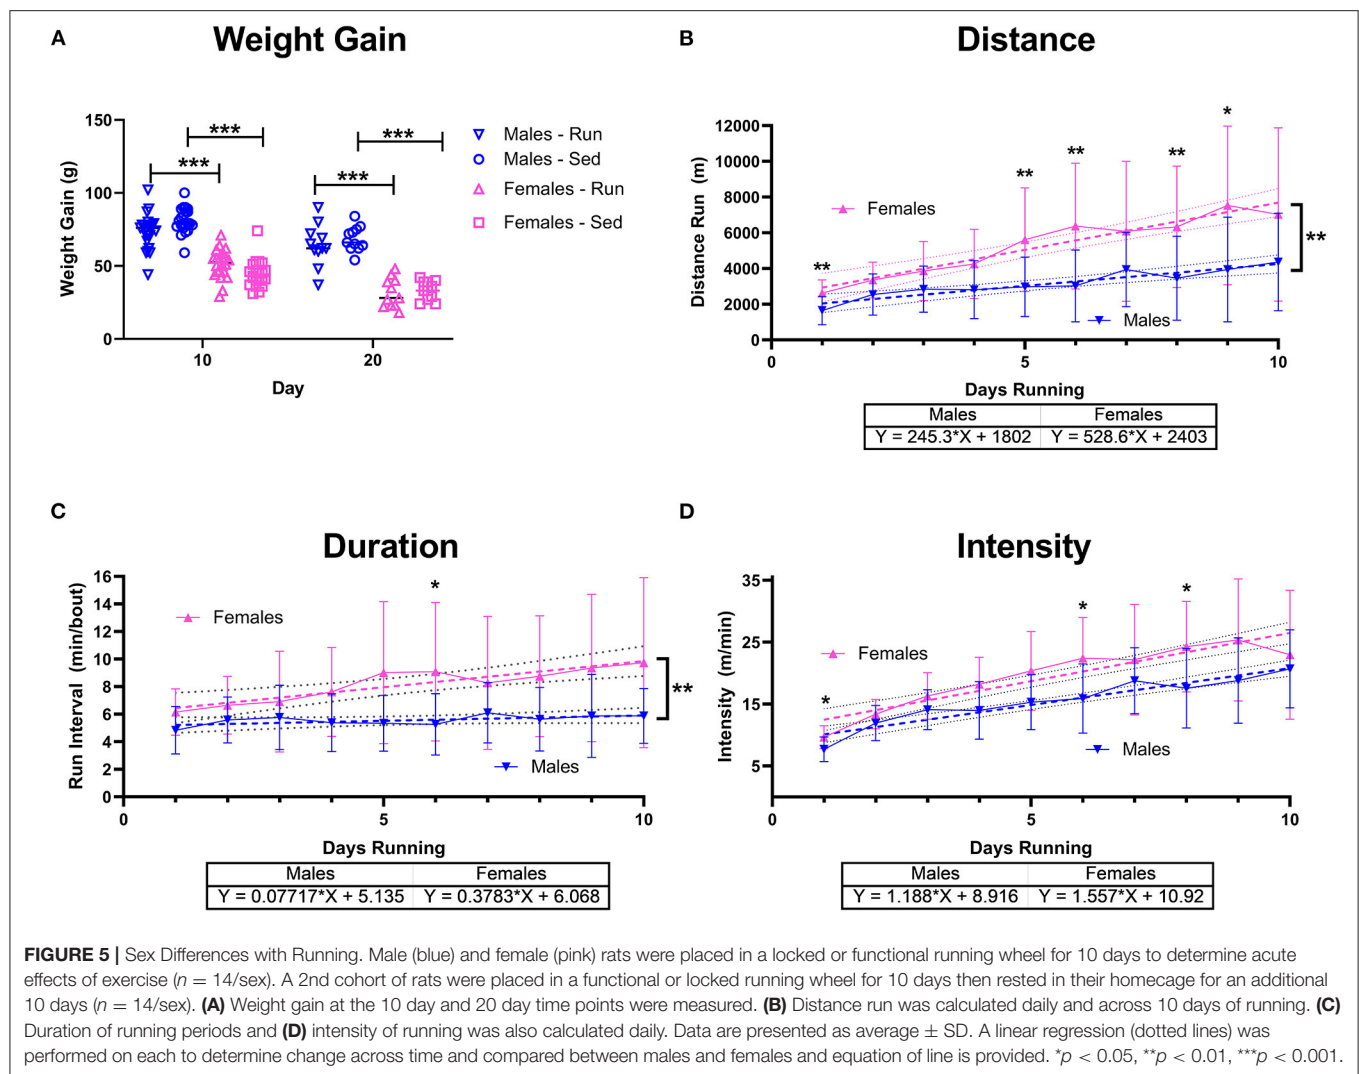 A
Weight Gain
150
100
50
0
Weight Gain (g)
***
***
***
***
10
20
Day
Males - Run
Males - Sed
Females - Run
Females - Sed
B
Distance
12000
10000
8000
6000
4000
2000
0
Distance Run (m)
**
**
**
**
*
**
Females
Males
0
5
10
Days Running
Males Females
Y = 245.3*X + 1802 Y = 528.6*X + 2403
C
Duration
16
14
12
10
8
6
4
2
0
Run Interval (min/bout)
*
**
Females
Males
0
5
10
Days Running
Males Females
Y = 0.07717*X + 5.135 Y = 0.3783*X + 6.068
D
Intensity
35
25
15
5
Intensity (m/min)
*
*
*
Females
Males
0
5
10
Days Running
Males Females
Y = 1.188*X + 8.916 Y = 1.557*X + 10.92
FIGURE 5 | Sex Differences with Running. Male (blue) and female (pink) rats were placed in a locked or functional running wheel for 10 days to determine acute
effects of exercise (n = 14/sex). A 2nd cohort of rats were placed in a functional or locked running wheel for 10 days then rested in their homecage for an additional
10 days (n = 14/sex). (A) Weight gain at the 10 day and 20 day time points were measured. (B) Distance run was calculated daily and across 10 days of running. (C)
Duration of running periods and (D) intensity of running was also calculated daily. Data are presented as average ± SD. A linear regression (dotted lines) was
performed on each to determine change across time and compared between males and females and equation of line is provided. *p < 0.05, **p < 0.01, ***p < 0.001.